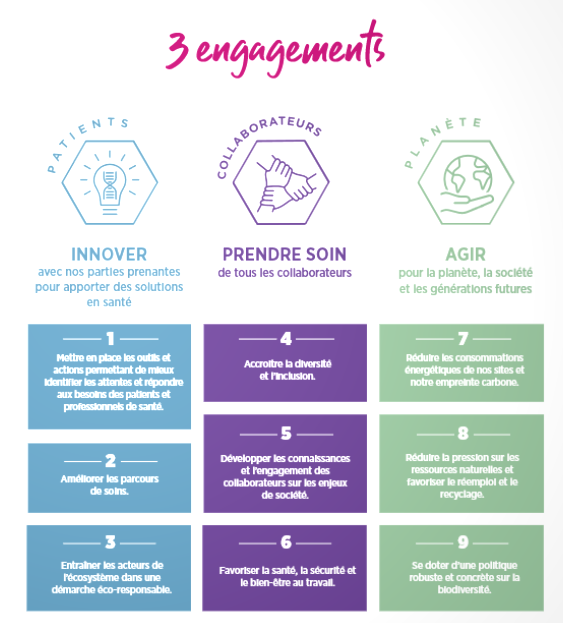 3 engagements
PATIENTS
INNOVER
avec nos parties prenantes
pour apporter des solutions
en santé
1
Mettre en place les outils et
actions permettant de mieux
identifier les attentes et répondre
aux besoins des patients et
professionnels de santé.
2
Améliorer les parcours
de soins.
3
Entraîner les acteurs de
l'écosystème dans une
démarche éco-responsable.
COLLABORATEURS
PRENDRE SOIN
de tous les collaborateurs
4
Accroître la diversité
et l'inclusion.
5
Développer les connaissances
et l'engagement des
collaborateurs sur les enjeux
de société.
6
Favoriser la santé, la sécurité et
le bien-être au travail.
PLANÈTE
AGIR
pour la planète, la société
et les générations futures
7
Réduire les consommations
énergétiques de nos sites et
notre empreinte carbone.
8
Réduire la pression sur les
ressources naturelles et
favoriser le réemploi et le
recyclage.
9
Se doter d'une politique
robuste et concrète sur la
biodiversité.